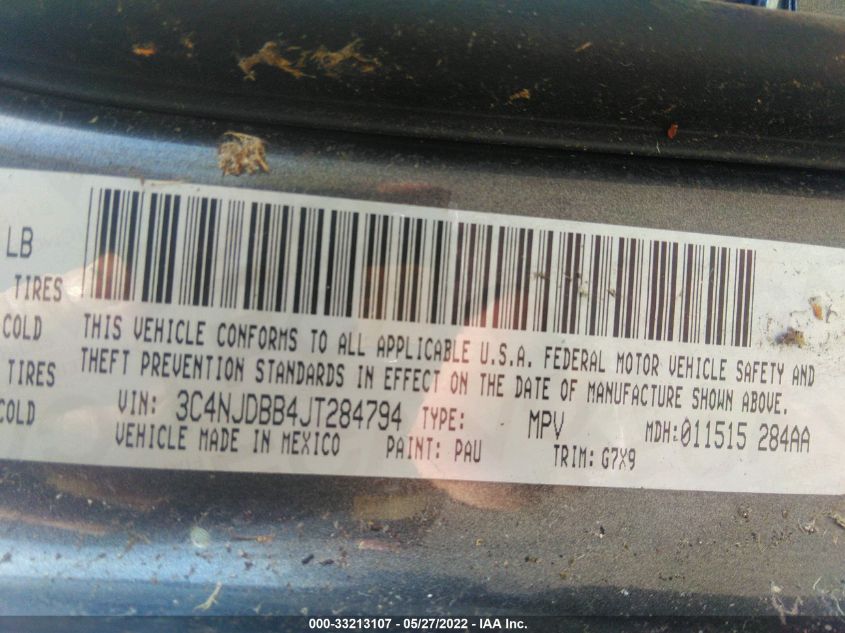 LB
TIRES
COLD
TIRES
COLD
THIS VEHICLE CONFORMS TO ALL APPLICABLE U.S.A. FEDERAL MOTOR VEHICLE SAFETY AND
THEFT PREVENTION STANDARDS IN EFFECT ON THE DATE OF MANUFACTURE SHOWN ABOVE.
VIN: 3C4NJDBB4JT284794 TYPE: MPV MDH:011515 284AA
VEHICLE MADE IN MEXICO PAINT: PAU TRIM: G7X9
000-33213107 - 05/27/2022 - IAA Inc.